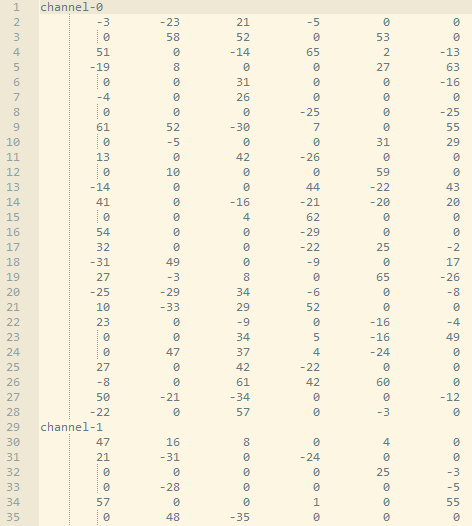 1 channel-0
2 -3 -23 21 -5 0 0
3 0 58 52 0 53 0
4 51 0 -14 65 2 -13
5 -19 8 0 0 27 63
6 0 0 31 0 0 -16
7 -4 0 26 0 0 0
8 0 0 0 -25 0 -25
9 61 52 -30 7 0 55
10 0 -5 0 0 31 29
11 13 0 42 -26 0 0
12 0 10 0 0 59 0
13 -14 0 0 44 -22 43
14 41 0 -16 -21 -20 20
15 0 0 4 62 0 0
16 54 0 0 -29 0 0
17 32 0 0 -22 25 -2
18 -31 49 0 -9 0 17
19 27 -3 8 0 65 -26
20 -25 -29 34 -6 0 -8
21 10 -33 29 52 0 0
22 23 0 -9 0 -16 -4
23 0 0 34 5 -16 49
24 0 47 37 4 -24 0
25 27 0 42 -22 0 0
26 -8 0 61 42 60 0
27 50 -21 -34 0 0 -12
28 -22 0 57 0 -3 0
29 channel-1
30 47 16 8 0 4 0
31 21 -31 0 -24 0 0
32 0 0 0 0 25 -3
33 0 -28 0 0 0 -5
34 57 0 0 1 0 55
35 0 48 -35 0 0 0